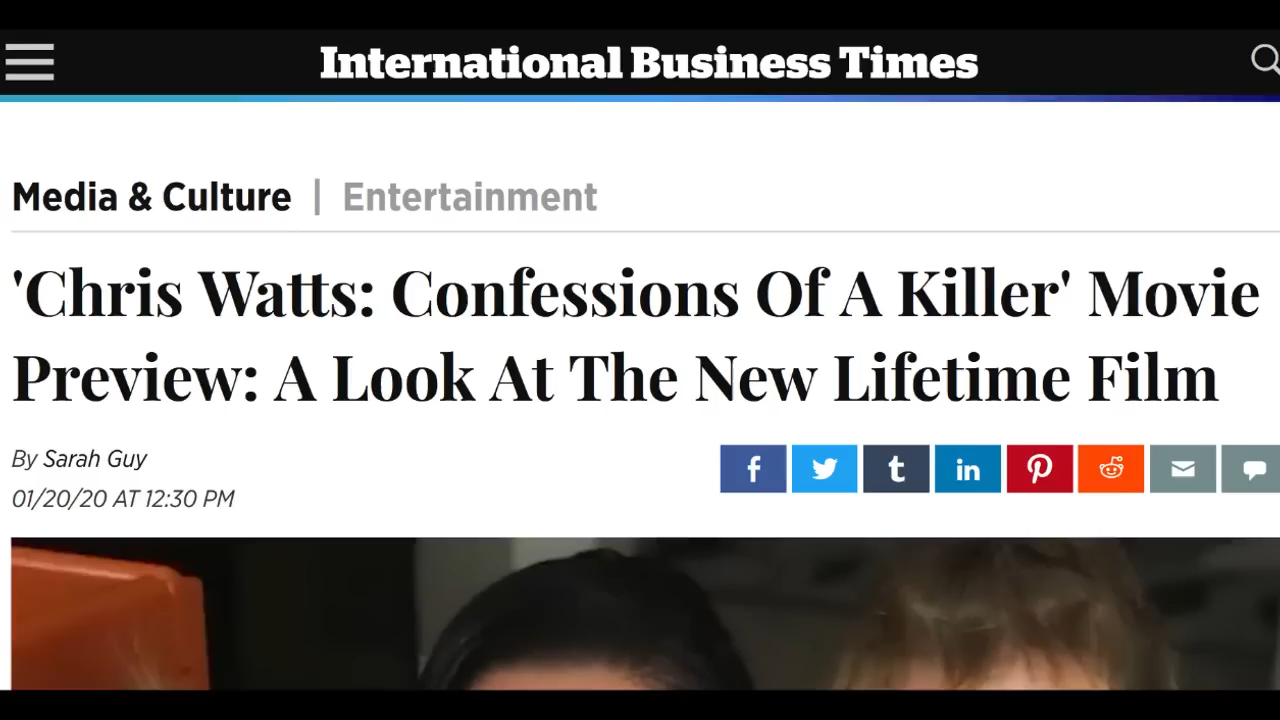 International Business Times
Media & Culture | Entertainment
'Chris Watts: Confessions Of A Killer' Movie
Preview: A Look At The New Lifetime Film
By Sarah Guy
01/20/20 AT 12:30 PM